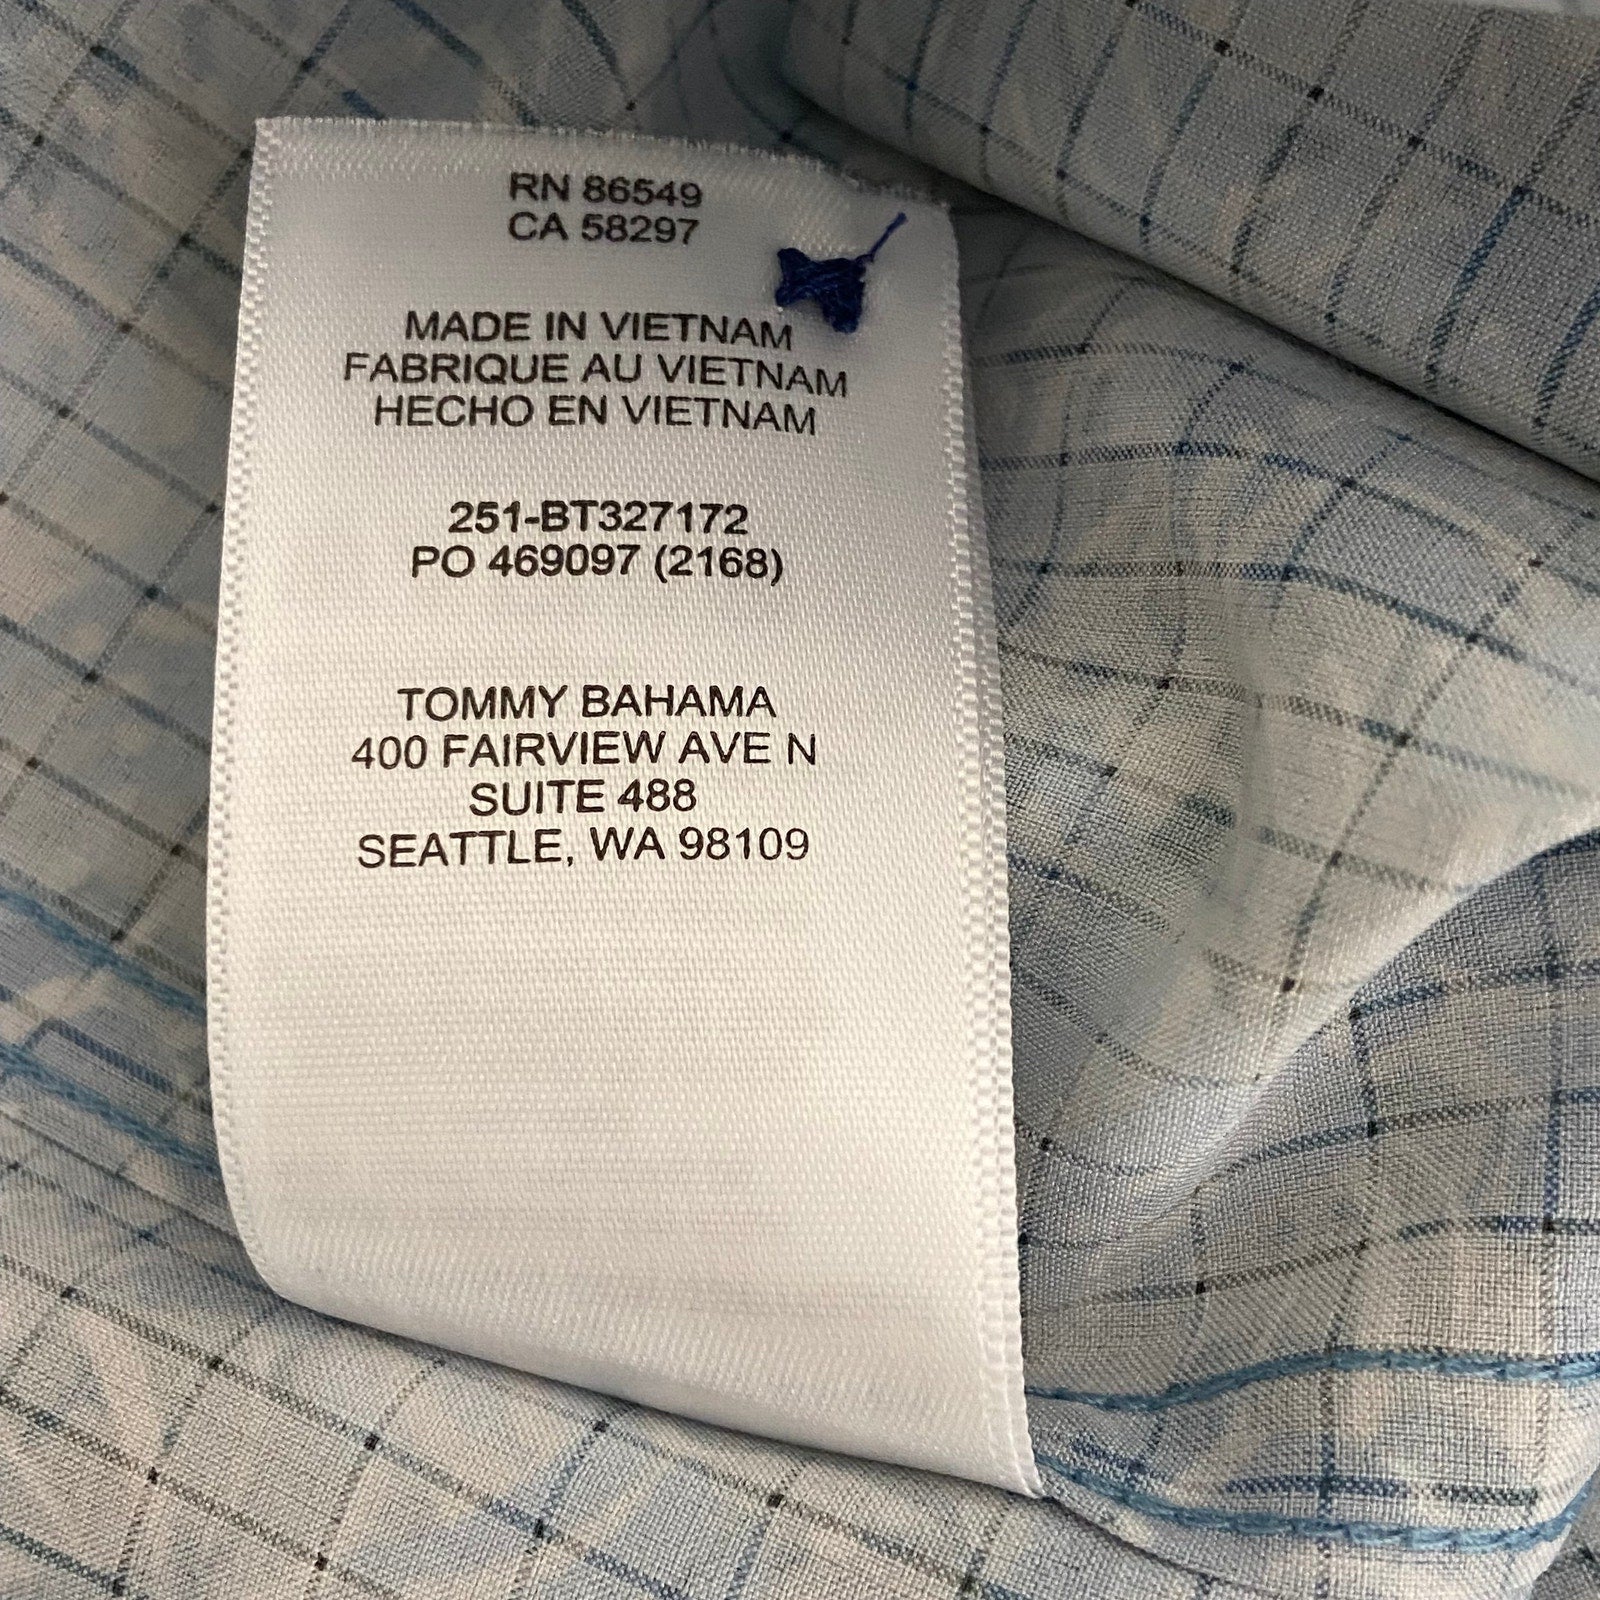 RN 86549
CA 58297
MADE IN VIETNAM
FABRIQUE AU VIETNAM
HECHO EN VIETNAM
251-BT327172
PO 469097 (2168)
TOMMY BAHAMA
400 FAIRVIEW AVE N
SUITE 488
SEATTLE, WA 98109